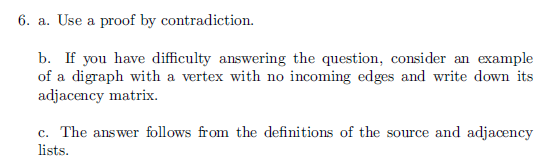 6. a. Use a proof by contradiction.
b. If you have difficulty answering the question, consider an example
of a digraph with a vertex with no incoming edges and write down its
adjacency matrix.
c. The answer follows from the definitions of the source and adjacency
lists.